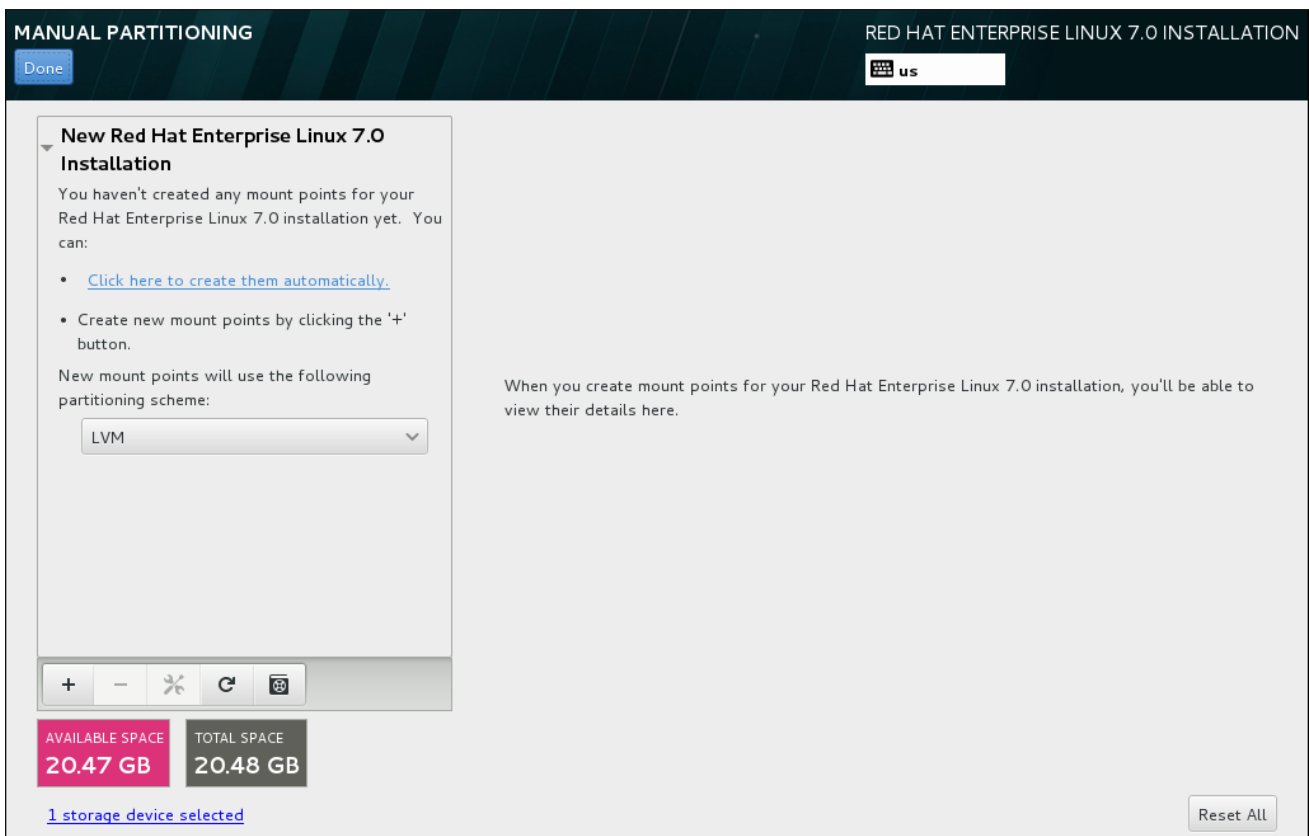 MANUAL PARTITIONING
Done
RED HAT ENTERPRISE LINUX 7.0 INSTALLATION
us
New Red Hat Enterprise Linux 7.0
Installation
You haven't created any mount points for your
Red Hat Enterprise Linux 7.0 installation yet.  You
can:
• Click here to create them automatically.
• Create new mount points by clicking the '+'
button.
New mount points will use the following
partitioning scheme:
LVM
When you create mount points for your Red Hat Enterprise Linux 7.0 installation, you'll be able to
view their details here.
+ −
AVAILABLE SPACE
20.47 GB
TOTAL SPACE
20.48 GB
1 storage device selected
Reset All